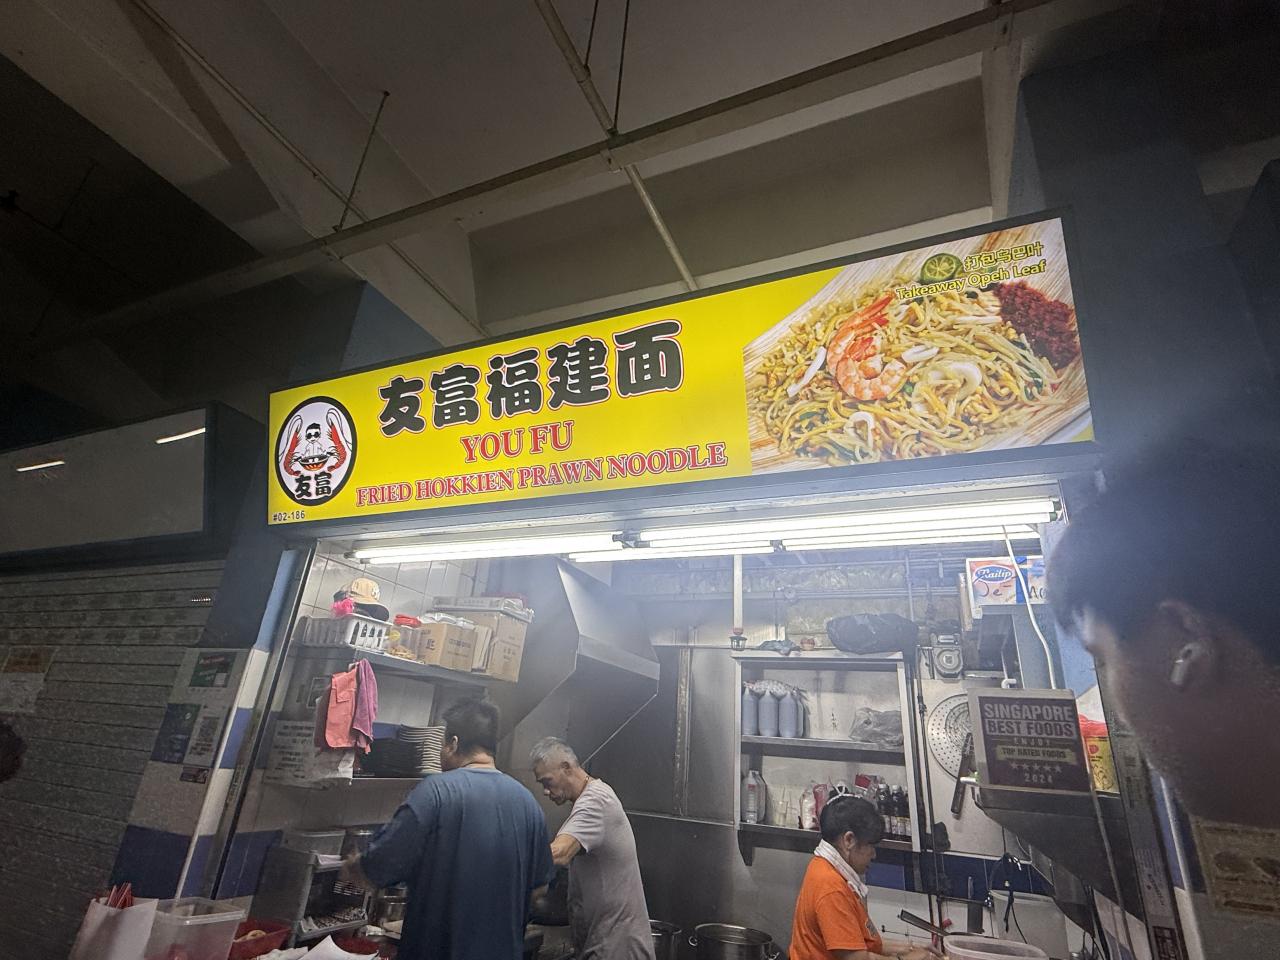 友富福建面
YOU FU
FRIED HOKKIEN PRAWN NOODLE
友富
#02-186
打包乌巴叶
Takeaway Opeh Leaf
SINGAPORE
BEST FOODS
ENJOY
TOP RATED FOODS
2024